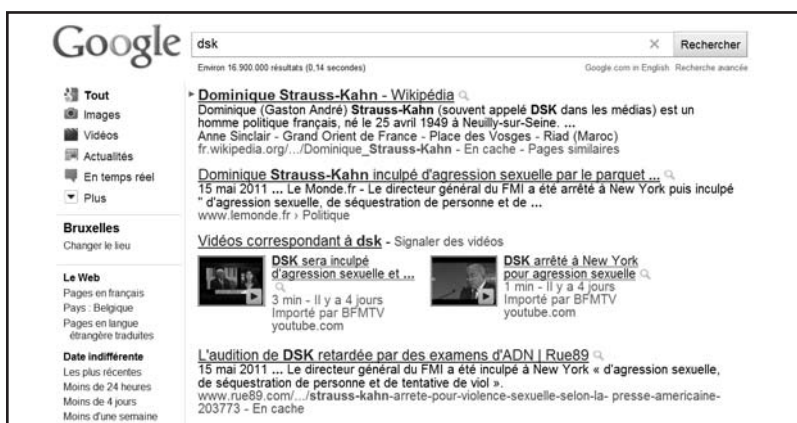 Google
dsk
Rechercher
Environ 16.900.000 résultats (0,14 secondes)
Google.com in English Recherche avancée
Tout
Images
Vidéos
Actualités
En temps réel
Plus
Bruxelles
Changer le lieu
Le Web
Pages en français
Pays : Belgique
Pages en langue
étrangère traduites
Date indifférente
Les plus récentes
Moins de 24 heures
Moins de 4 jours
Moins d'une semaine
Dominique Strauss-Kahn - Wikipédia
Dominique (Gaston André) Strauss-Kahn (souvent appelé DSK dans les médias) est un
homme politique français, né le 25 avril 1949 à Neuilly-sur-Seine. ...
Anne Sinclair - Grand Orient de France - Place des Vosges - Riad (Maroc)
fr.wikipedia.org/.../Dominique_Strauss-Kahn - En cache - Pages similaires
Dominique Strauss-Kahn inculpé d'agression sexuelle par le parquet ...
15 mai 2011 ... Le Monde.fr - Le directeur général du FMI a été arrêté à New York puis inculpé
" d'agression sexuelle, de séquestration de personne et de ...
www.lemonde.fr › Politique
Vidéos correspondant à dsk - Signaler des vidéos
DSK sera inculpé
d'agression sexuelle et ...
3 min - Il y a 4 jours
Importé par BFMTV
youtube.com
DSK arrêté à New York
pour agression sexuelle
1 min - Il y a 4 jours
Importé par BFMTV
youtube.com
L'audition de DSK retardée par des examens d'ADN | Rue89
15 mai 2011 ... Le directeur général du FMI a été inculpé à New York « d'agression sexuelle,
de séquestration de personne et de tentative de viol ».
www.rue89.com/.../strauss-kahn-arrete-pour-violence-sexuelle-selon-la- presse-americaine-
203773 - En cache